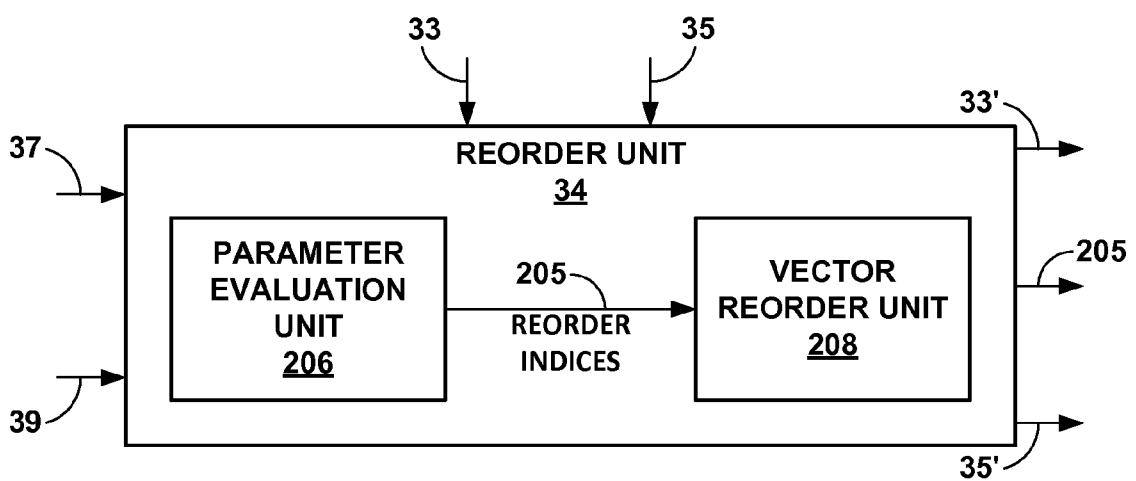 33
35
33'
37
REORDER UNIT
34
205
PARAMETER
EVALUATION
UNIT
206
205
REORDER
INDICES
VECTOR
REORDER UNIT
208
39
35'